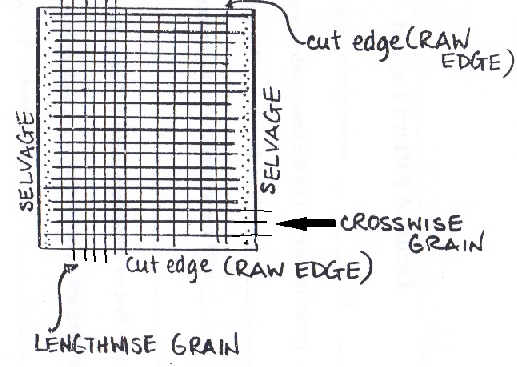 cut edge (RAW
EDGE)
SELVAGE
SELVAGE
CROSSWISE
GRAIN
cut edge (RAW EDGE)
LENGTHWISE GRAIN